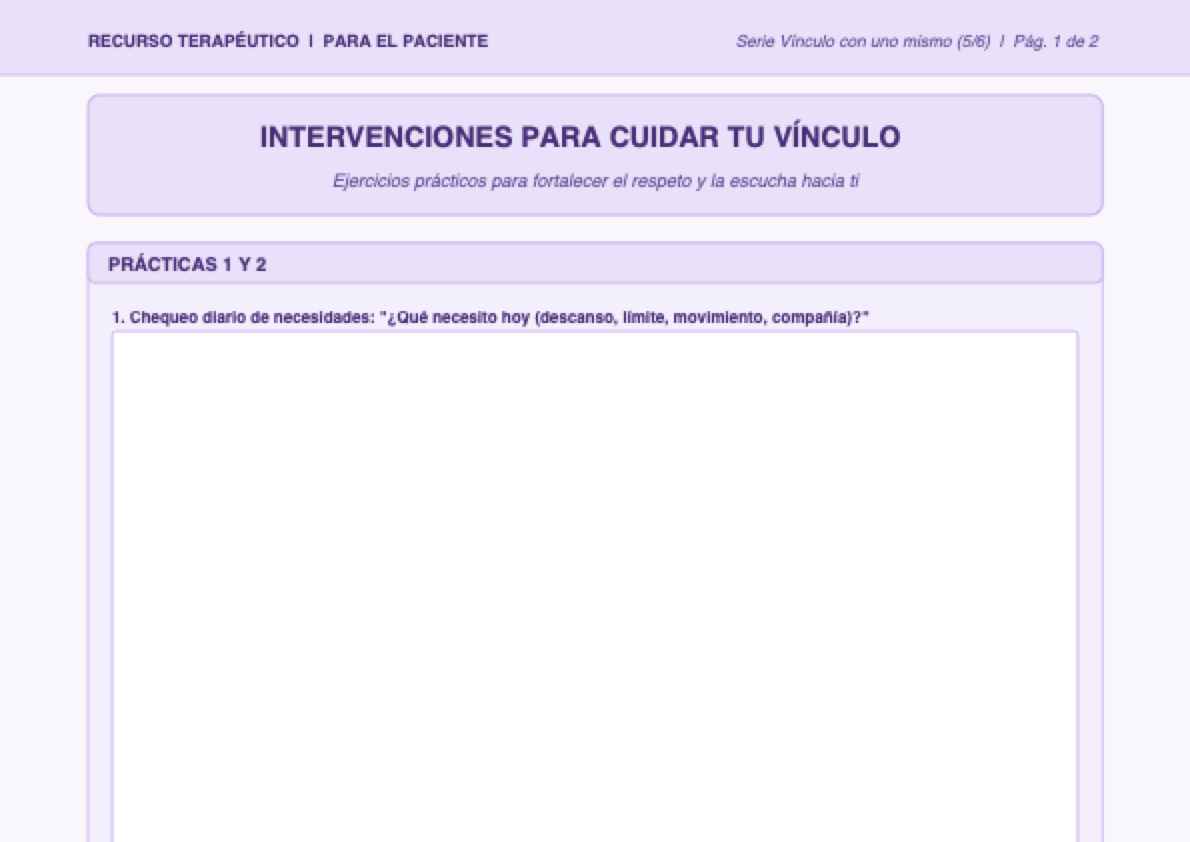 RECURSO TERAPÉUTICO | PARA EL PACIENTE
Serie Vínculo con uno mismo (5/6) | Pág. 1 de 2
INTERVENCIONES PARA CUIDAR TU VÍNCULO
Ejercicios prácticos para fortalecer el respeto y la escucha hacia ti
PRÁCTICAS 1 Y 2
1. Chequeo diario de necesidades: "¿Qué necesito hoy (descanso, límite, movimiento, compañía)?"